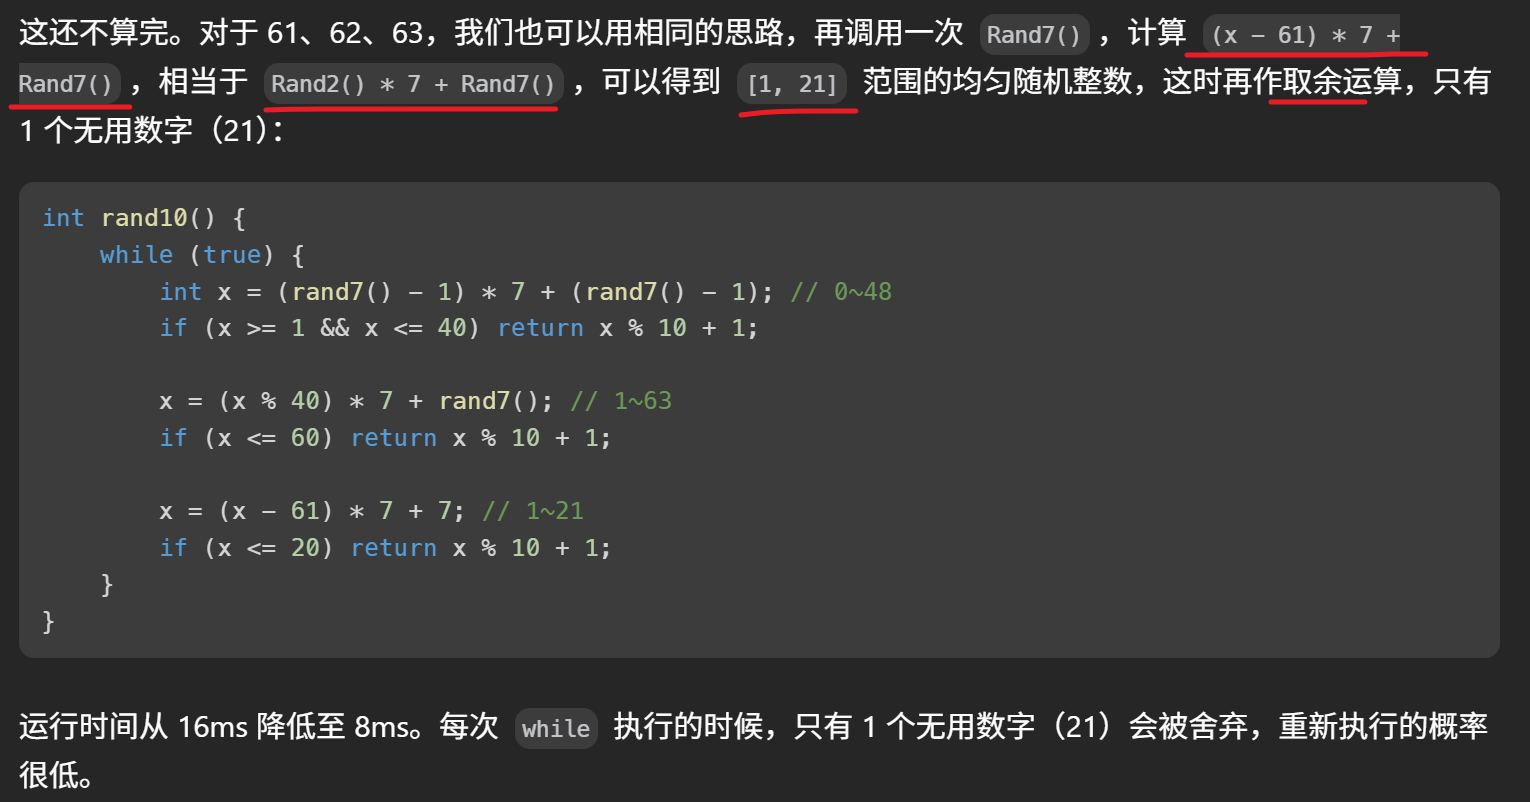 这还不算完。对于 61、62、63，我们也可以用相同的思路，再调用一次 Rand7() ，计算 (x - 61) * 7 +
Rand7() ，相当于 Rand2() * 7 + Rand7() ，可以得到 [1, 21] 范围的均匀随机整数，这时再作取余运算，只有
1 个无用数字（21）：
int rand10() {
    while (true) {
        int x = (rand7() - 1) * 7 + (rand7() - 1); // 0~48
        if (x >= 1 && x <= 40) return x % 10 + 1;
        x = (x % 40) * 7 + rand7(); // 1~63
        if (x <= 60) return x % 10 + 1;
        x = (x - 61) * 7 + 7; // 1~21
        if (x <= 20) return x % 10 + 1;
    }
}
运行时间从 16ms 降低至 8ms。每次 while 执行的时候，只有 1 个无用数字（21）会被舍弃，重新执行的概率
很低。